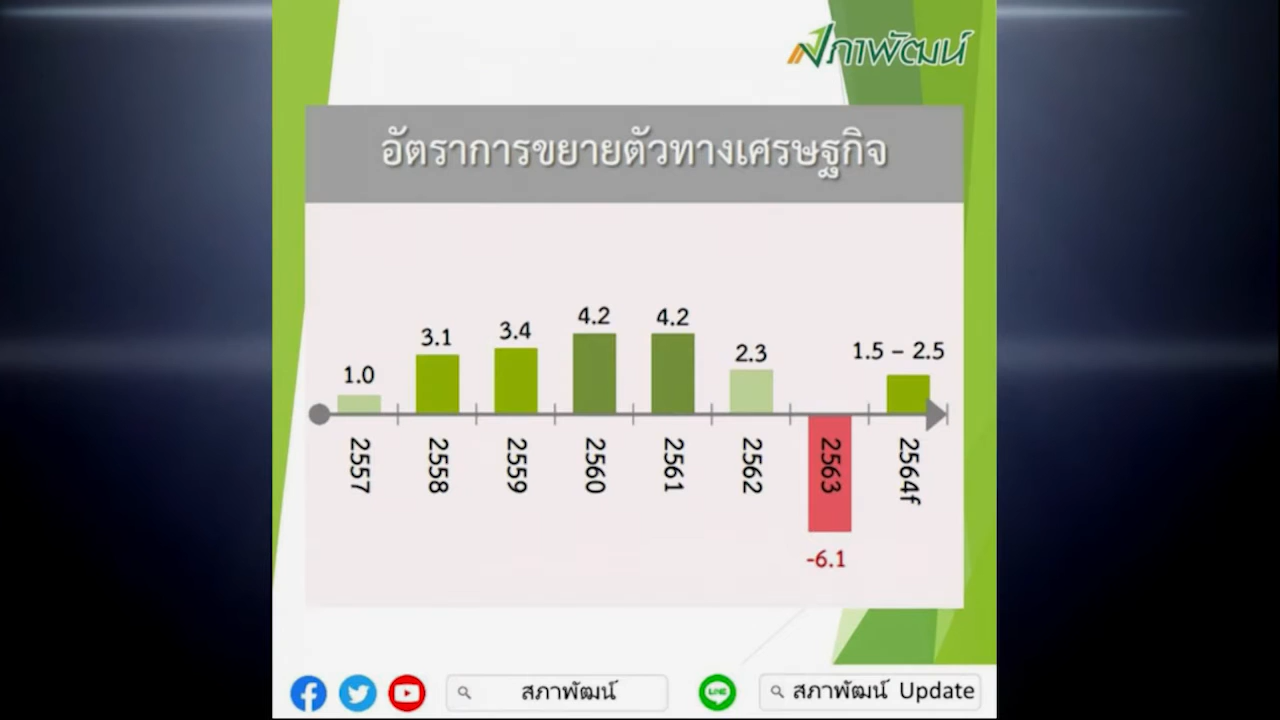 สภาพัฒน์
อัตราการขยายตัวทางเศรษฐกิจ
1.0
3.1
3.4
4.2
4.2
2.3
1.5 – 2.5
2557
2558
2559
2560
2561
2562
2563
2564f
-6.1
สภาพัฒน์
LINE
สภาพัฒน์ Update